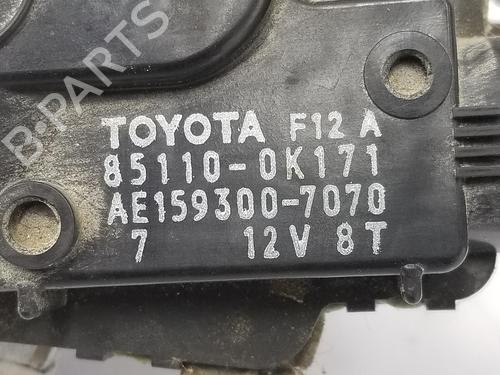 B-PARTS
TOYOTA F12 A
85110-0K171
AE159300-7070
7 12V 8T